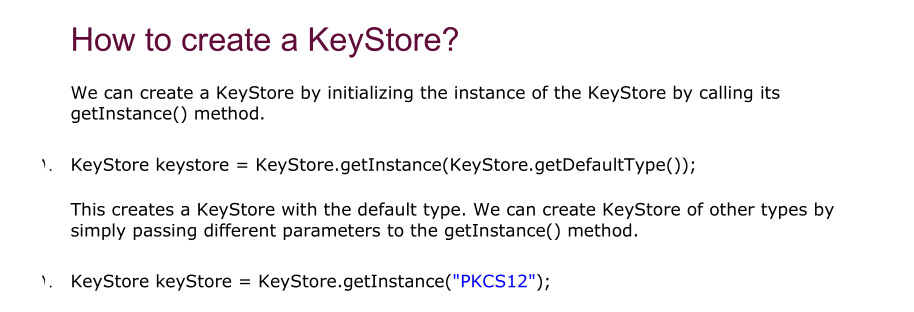 How to create a KeyStore?
We can create a KeyStore by initializing the instance of the KeyStore by calling its
getInstance() method.
KeyStore keystore = KeyStore.getInstance(KeyStore.getDefaultType());
This creates a KeyStore with the default type. We can create KeyStore of other types by
simply passing different parameters to the getInstance() method.
KeyStore keyStore = KeyStore.getInstance("PKCS12");